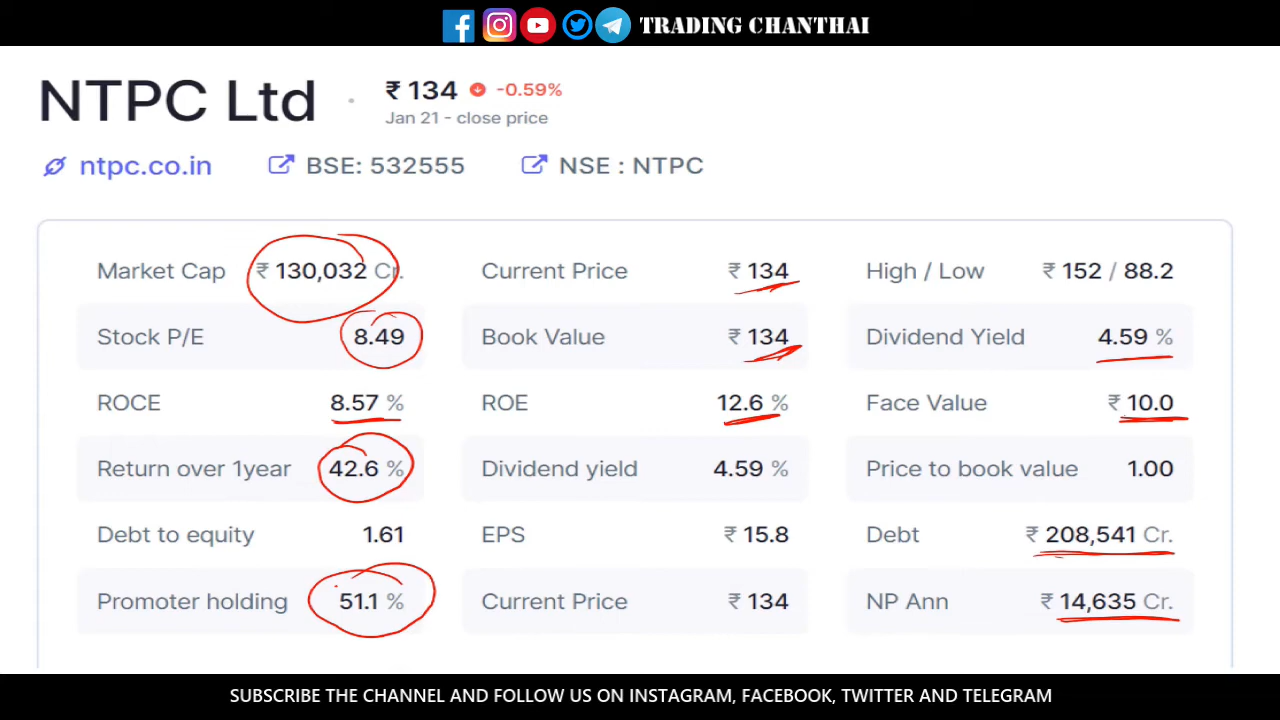 TRADING CHANTHAI
NTPC Ltd
₹ 134 -0.59%
Jan 21 - close price
ntpc.co.in BSE: 532555 NSE : NTPC
Market Cap ₹ 130,032 Cr. Current Price ₹ 134 High / Low ₹ 152 / 88.2
Stock P/E 8.49 Book Value ₹ 134 Dividend Yield 4.59 %
ROCE 8.57 % ROE 12.6 % Face Value ₹ 10.0
Return over 1year 42.6 % Dividend yield 4.59 % Price to book value 1.00
Debt to equity 1.61 EPS ₹ 15.8 Debt ₹ 208,541 Cr.
Promoter holding 51.1 % Current Price ₹ 134 NP Ann ₹ 14,635 Cr.
SUBSCRIBE THE CHANNEL AND FOLLOW US ON INSTAGRAM, FACEBOOK, TWITTER AND TELEGRAM